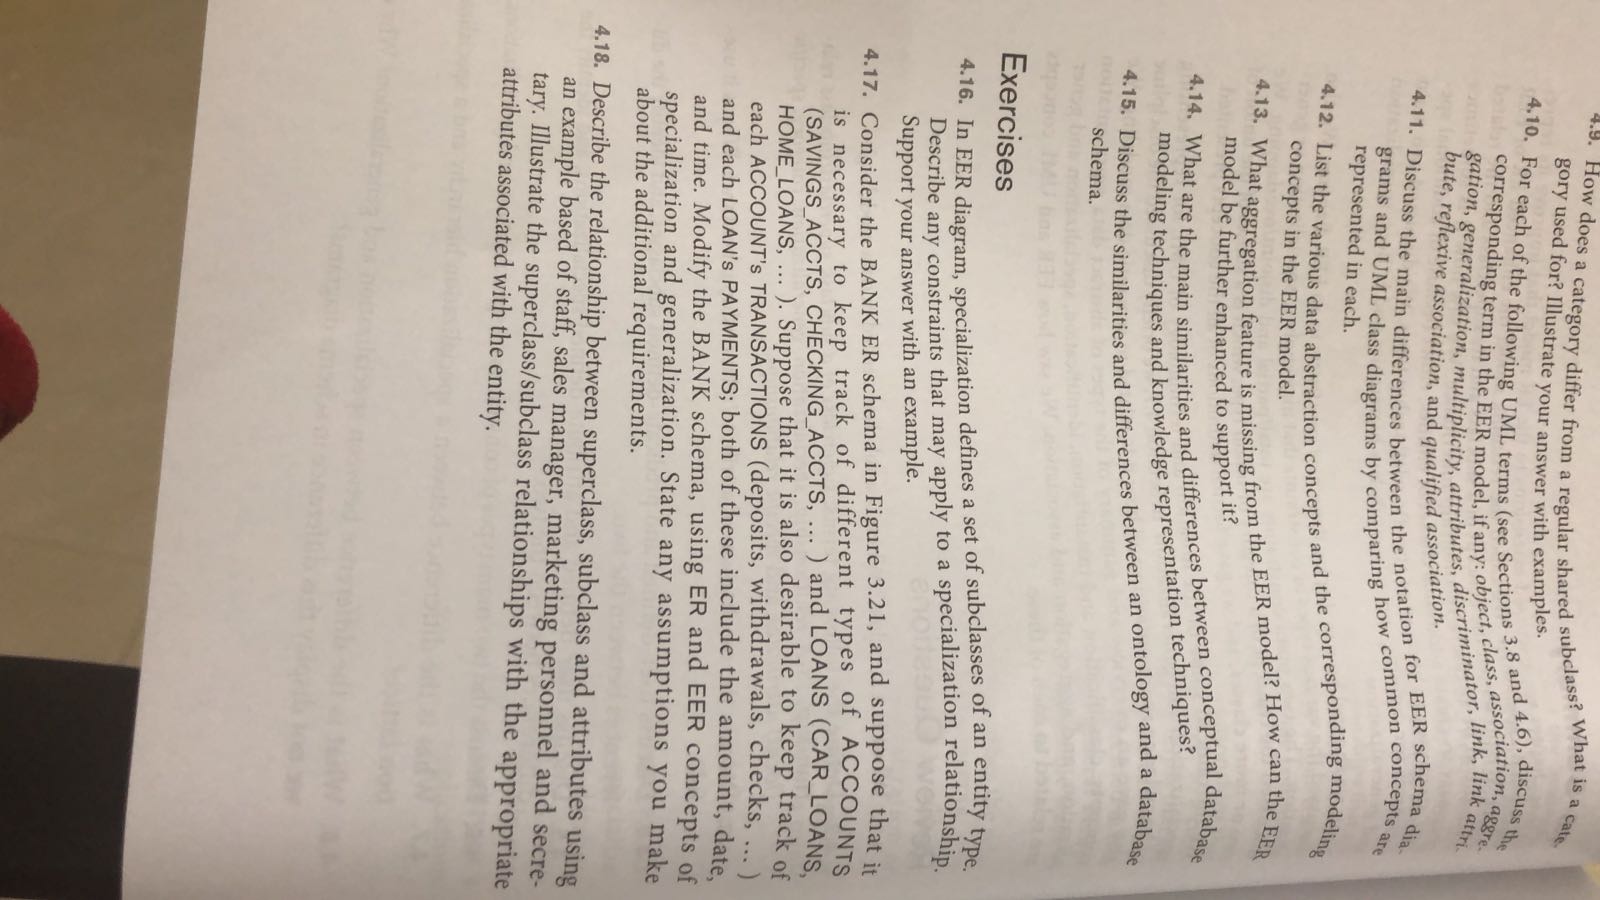 4.9. How does a category differ from a regular shared subclass? What is a cate-
gory used for? Illustrate your answer with examples.
4.10. For each of the following UML terms (see Sections 3.8 and 4.6), discuss the
corresponding term in the EER model, if any: object, class, association, aggre-
gation, generalization, multiplicity, attributes, discriminator, link, link attri-
bute, reflexive association, and qualified association.
4.11. Discuss the main differences between the notation for EER schema dia-
grams and UML class diagrams by comparing how common concepts are
represented in each.
4.12. List the various data abstraction concepts and the corresponding modeling
concepts in the EER model.
4.13. What aggregation feature is missing from the EER model? How can the EER
model be further enhanced to support it?
4.14. What are the main similarities and differences between conceptual database
modeling techniques and knowledge representation techniques?
4.15. Discuss the similarities and differences between an ontology and a database
schema.
Exercises
4.16. In EER diagram, specialization defines a set of subclasses of an entity type.
Describe any constraints that may apply to a specialization relationship.
Support your answer with an example.
4.17. Consider the BANK ER schema in Figure 3.21, and suppose that it
is necessary to keep track of different types of ACCOUNTS
(SAVINGS_ACCTS, CHECKING_ACCTS, ... ) and LOANS (CAR_LOANS,
HOME_LOANS, ... ). Suppose that it is also desirable to keep track of
each ACCOUNT's TRANSACTIONS (deposits, withdrawals, checks, ... )
and each LOAN's PAYMENTS; both of these include the amount, date,
and time. Modify the BANK schema, using ER and EER concepts of
specialization and generalization. State any assumptions you make
about the additional requirements.
4.18. Describe the relationship between superclass, subclass and attributes using
an example based of staff, sales manager, marketing personnel and secre-
tary. Illustrate the superclass/subclass relationships with the appropriate
attributes associated with the entity.